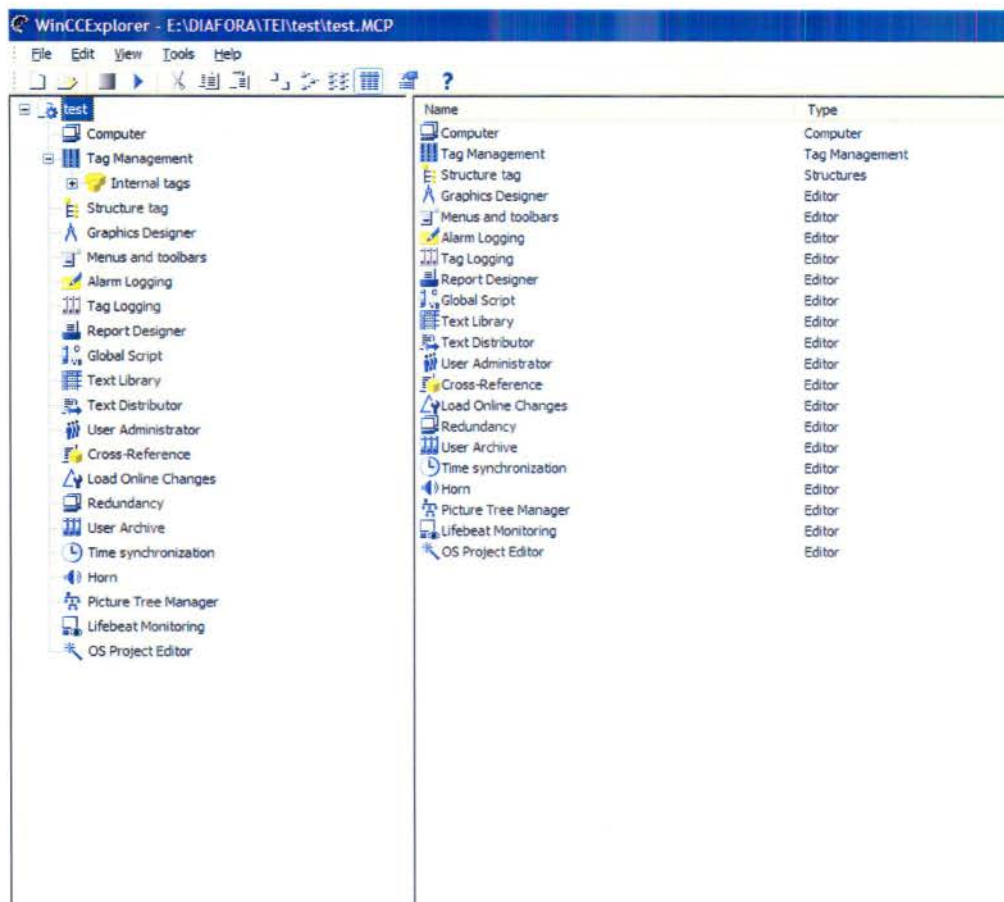 WinCCExplorer - E:\DIAFORA\TEI\test\test.MCP
File Edit View Tools Help
test
Computer
Tag Management
Internal tags
Structure tag
Graphics Designer
Menus and toolbars
Alarm Logging
Tag Logging
Report Designer
Global Script
Text Library
Text Distributor
User Administrator
Cross-Reference
Load Online Changes
Redundancy
User Archive
Time synchronization
Horn
Picture Tree Manager
Lifebeat Monitoring
OS Project Editor
Name Type
Computer Computer
Tag Management Tag Management
Structure tag Structures
Graphics Designer Editor
Menus and toolbars Editor
Alarm Logging Editor
Tag Logging Editor
Report Designer Editor
Global Script Editor
Text Library Editor
Text Distributor Editor
User Administrator Editor
Cross-Reference Editor
Load Online Changes Editor
Redundancy Editor
User Archive Editor
Time synchronization Editor
Horn Editor
Picture Tree Manager Editor
Lifebeat Monitoring Editor
OS Project Editor Editor